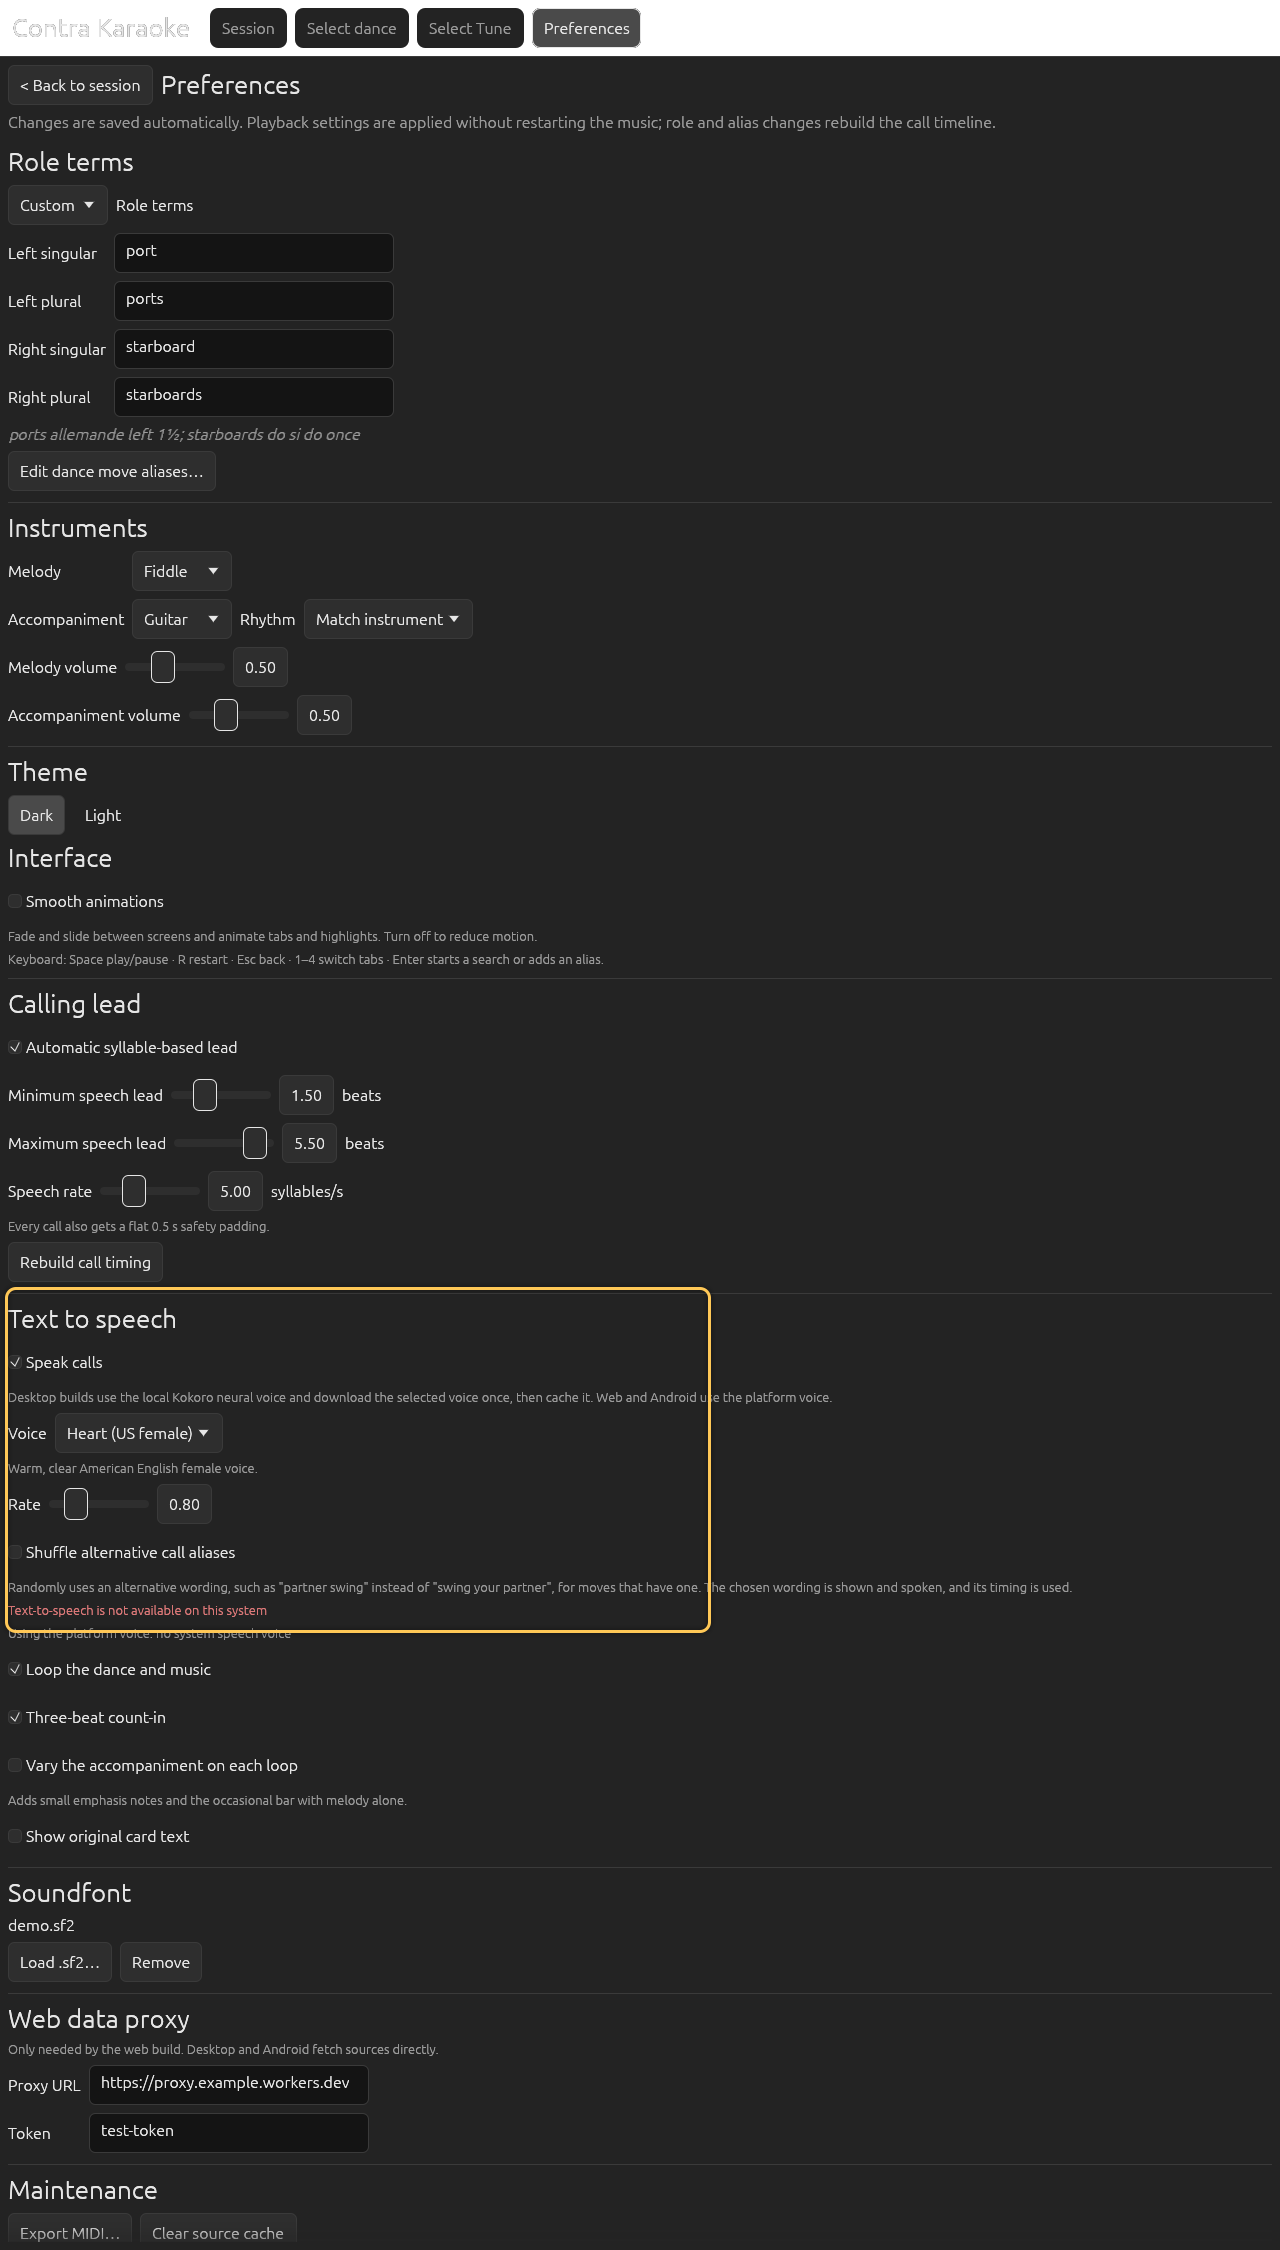 Contra Karaoke Session Select dance Select Tune Preferences
< Back to session Preferences
Changes are saved automatically. Playback settings are applied without restarting the music; role and alias changes rebuild the call timeline.
Role terms
Custom Role terms
Left singular port
Left plural ports
Right singular starboard
Right plural starboards
ports allemande left 1½; starboards do si do once
Edit dance move aliases…
Instruments
Melody Fiddle
Accompaniment Guitar Rhythm Match instrument
Melody volume 0.50
Accompaniment volume 0.50
Theme
Dark Light
Interface
Smooth animations
Fade and slide between screens and animate tabs and highlights. Turn off to reduce motion.
Keyboard: Space play/pause · R restart · Esc back · 1–4 switch tabs · Enter starts a search or adds an alias.
Calling lead
Automatic syllable-based lead
Minimum speech lead 1.50 beats
Maximum speech lead 5.50 beats
Speech rate 5.00 syllables/s
Every call also gets a flat 0.5 s safety padding.
Rebuild call timing
Text to speech
Speak calls
Desktop builds use the local Kokoro neural voice and download the selected voice once, then cache it. Web and Android use the platform voice.
Voice Heart (US female)
Warm, clear American English female voice.
Rate 0.80
Shuffle alternative call aliases
Randomly uses an alternative wording, such as "partner swing" instead of "swing your partner", for moves that have one. The chosen wording is shown and spoken, and its timing is used.
Text-to-speech is not available on this system
Using the platform voice: no system speech voice
Loop the dance and music
Three-beat count-in
Vary the accompaniment on each loop
Adds small emphasis notes and the occasional bar with melody alone.
Show original card text
Soundfont
demo.sf2
Load .sf2… Remove
Web data proxy
Only needed by the web build. Desktop and Android fetch sources directly.
Proxy URL https://proxy.example.workers.dev
Token test-token
Maintenance
Export MIDI… Clear source cache